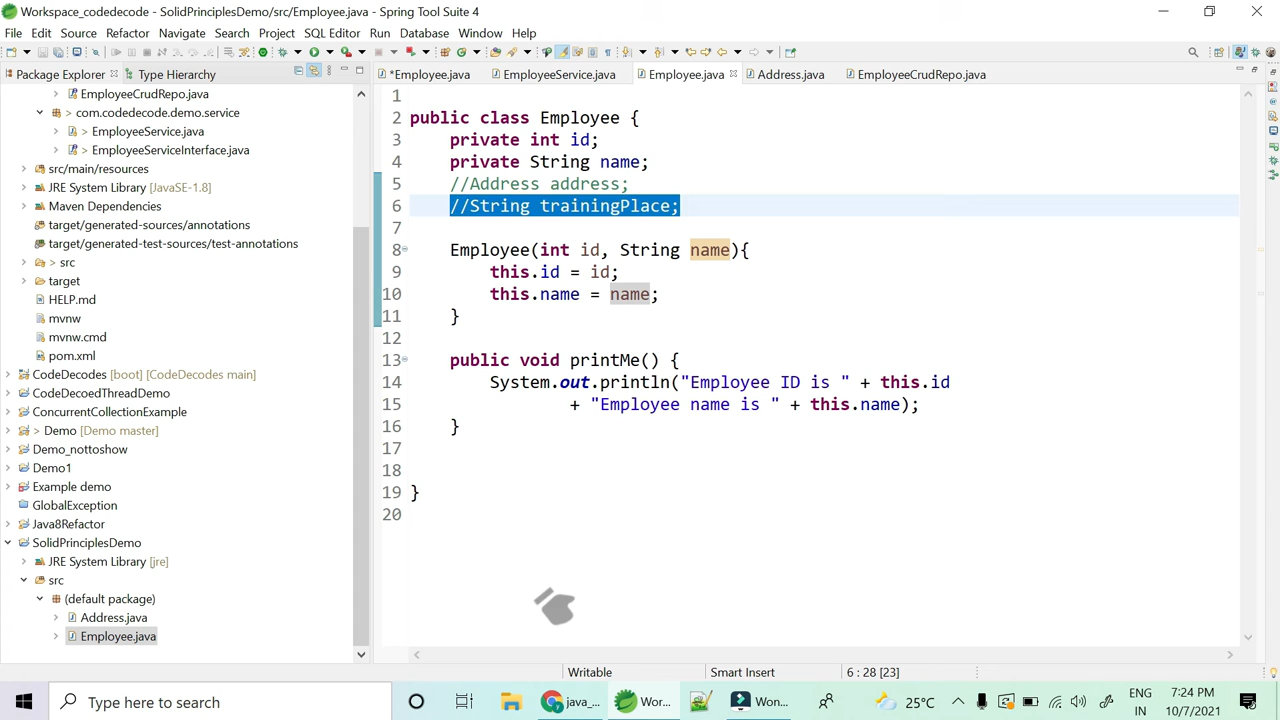 Workspace_codedecode - SolidPrinciplesDemo/src/Employee.java - Spring Tool Suite 4
File Edit Source Refactor Navigate Search Project SQL Editor Run Database Window Help
Package Explorer Type Hierarchy
*Employee.java EmployeeService.java Employee.java Address.java EmployeeCrudRepo.java
> EmployeeCrudRepo.java
> com.codedecode.demo.service
> EmployeeService.java
> EmployeeServiceInterface.java
src/main/resources
JRE System Library [JavaSE-1.8]
Maven Dependencies
target/generated-sources/annotations
target/generated-test-sources/test-annotations
> src
target
HELP.md
mvnw
mvnw.cmd
pom.xml
CodeDecodes [boot] [CodeDecodes main]
CodeDecoedThreadDemo
ConcurrentCollectionExample
> Demo [Demo master]
Demo_nottoshow
Demo1
Example demo
GlobalException
Java8Refactor
SolidPrinciplesDemo
JRE System Library [jre]
src
(default package)
Address.java
Employee.java
1
2 public class Employee {
3 private int id;
4 private String name;
5 //Address address;
6 //String trainingPlace;
7
8 Employee(int id, String name){
9 this.id = id;
10 this.name = name;
11 }
12
13 public void printMe() {
14 System.out.println("Employee ID is " + this.id
15 + "Employee name is " + this.name);
16 }
17
18
19 }
20
Writable Smart Insert 6 : 28 [23]
Type here to search
java_... Wor... Won... 25°C ENG IN 7:24 PM 10/7/2021